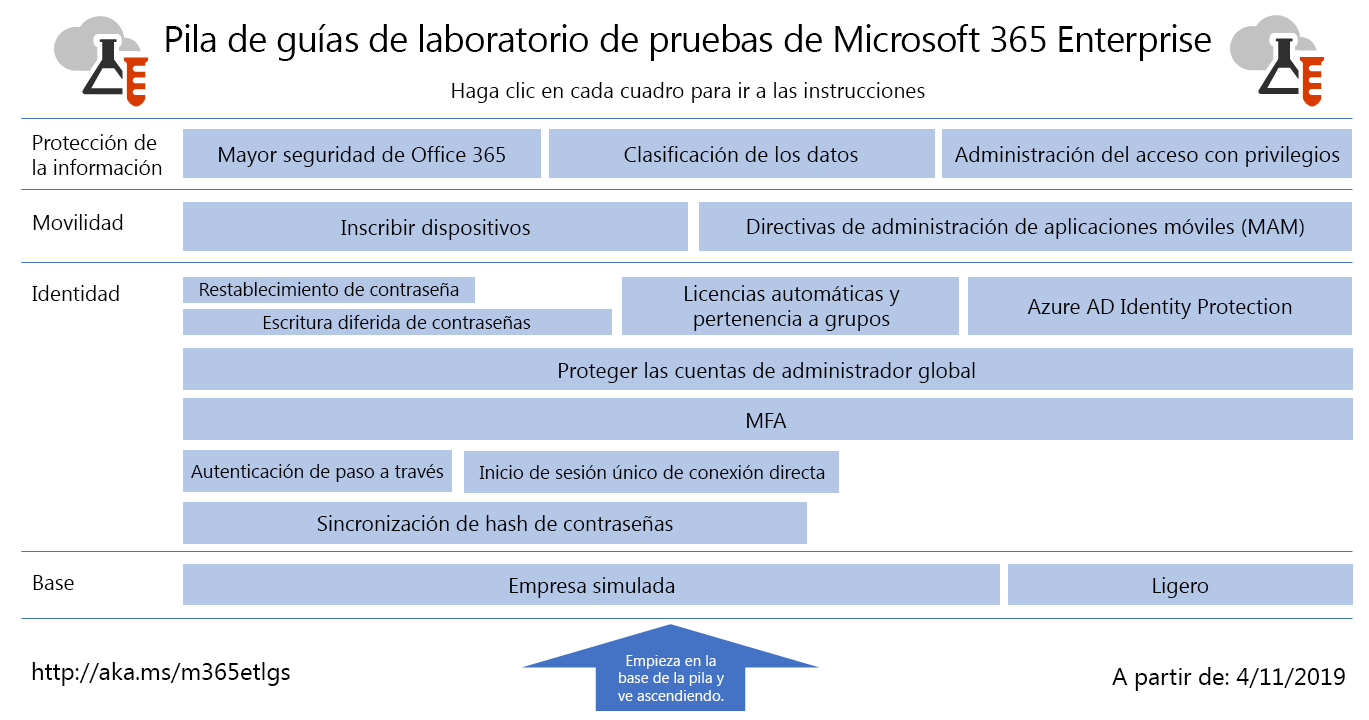 Pila de guías de laboratorio de pruebas de Microsoft 365 Enterprise
Haga clic en cada cuadro para ir a las instrucciones
Protección de
la información
Mayor seguridad de Office 365
Clasificación de los datos
Administración del acceso con privilegios
Movilidad
Inscribir dispositivos
Directivas de administración de aplicaciones móviles (MAM)
Identidad
Restablecimiento de contraseña
Escritura diferida de contraseñas
Licencias automáticas y
pertenencia a grupos
Azure AD Identity Protection
Proteger las cuentas de administrador global
MFA
Autenticación de paso a través
Inicio de sesión único de conexión directa
Sincronización de hash de contraseñas
Base
Empresa simulada
Ligero
http://aka.ms/m365etlgs
Empieza en la
base de la pila y
ve ascendiendo.
A partir de: 4/11/2019